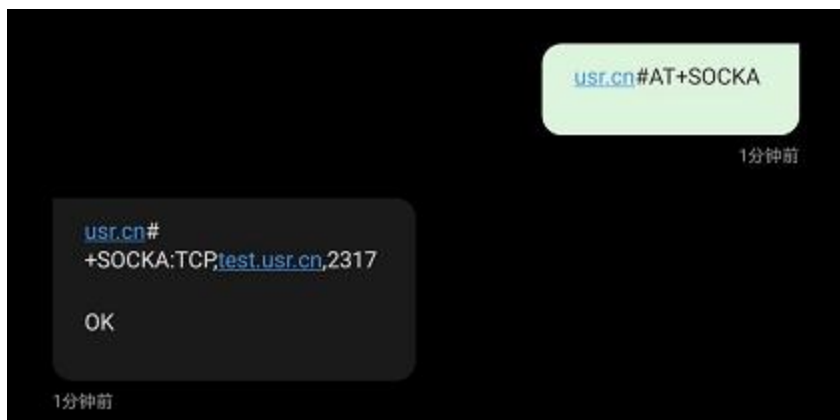 usr.cn#AT+SOCKA
1分钟前
usr.cn#
+SOCKA:TCP,test.usr.cn,2317
OK
1分钟前